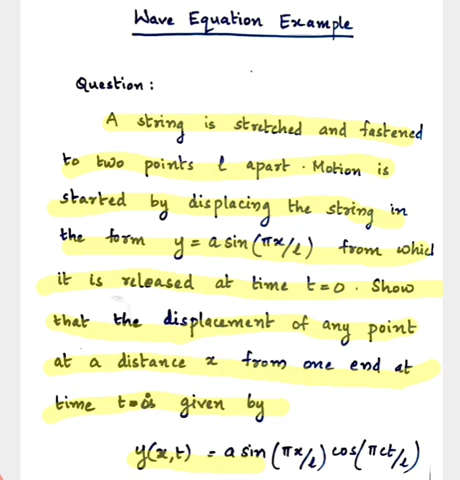 Wave Equation Example
Question:
A string is stretched and fastened
to two points l apart. Motion is
started by displacing the string in
the form y = a sin(πx/l) from which
it is released at time t=0. Show
that the displacement of any point
at a distance x from one end at
time t is given by
y(x,t) = a sin(πx/l) cos(πct/l)